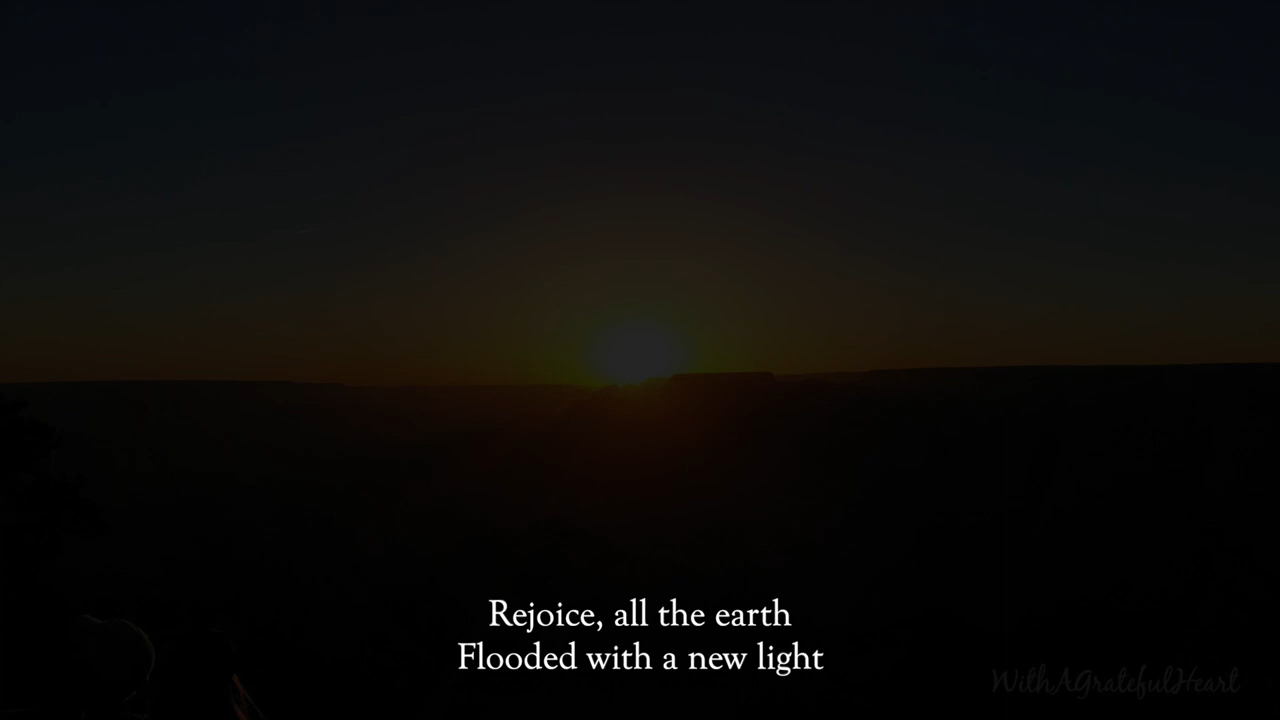 Rejoice, all the earth
Flooded with a new light
WithAGratefulHeart